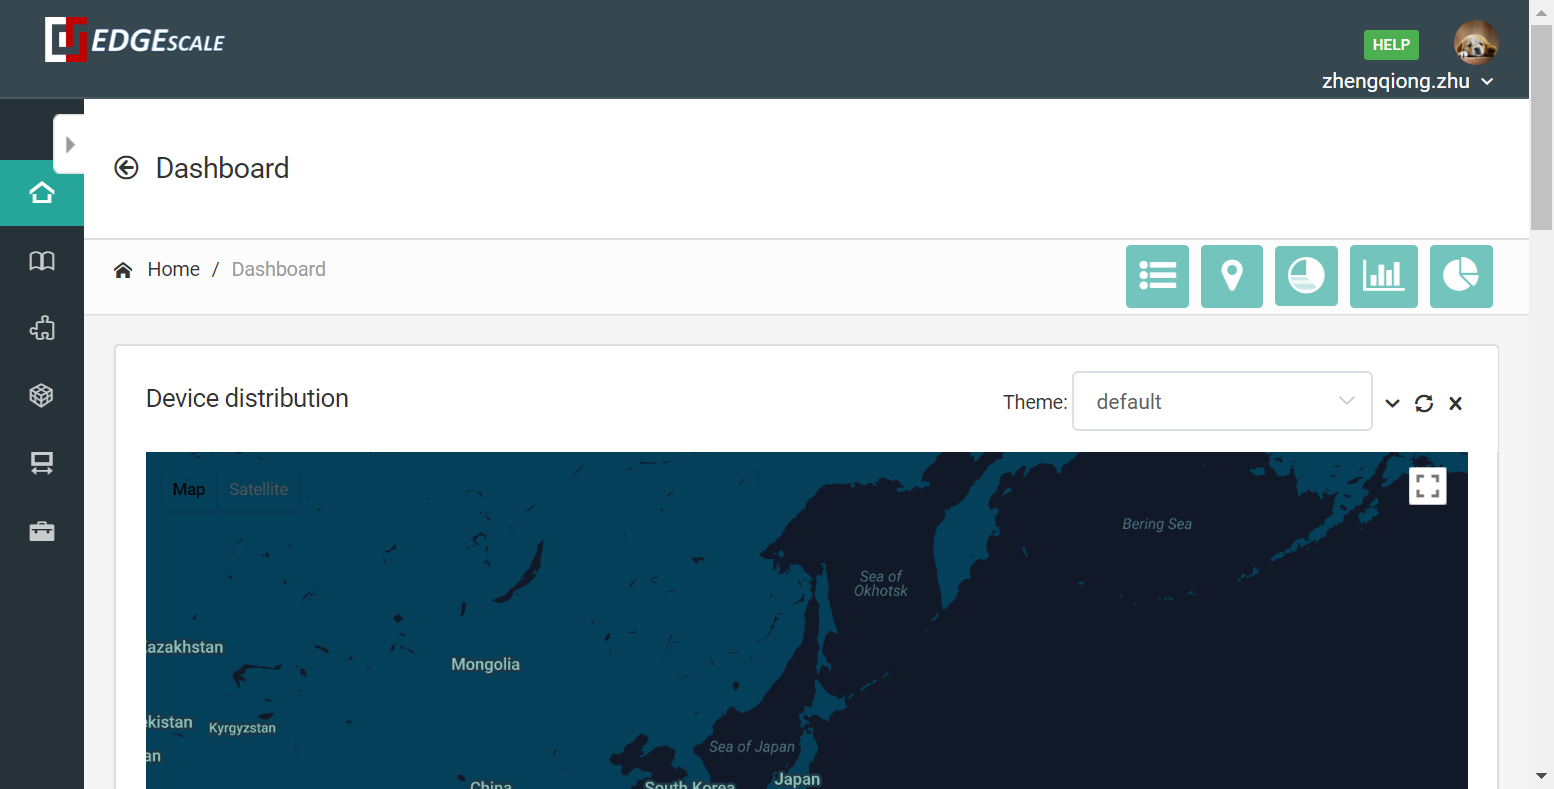 EDGESCALE
HELP
zhengqiong.zhu
Dashboard
Home / Dashboard
Device distribution
Theme: default
Map Satellite
Bering Sea
Sea of
Okhotsk
azakhstan
Mongolia
ekistan
Kyrgyzstan
an
Sea of Japan
China
South Korea
Japan